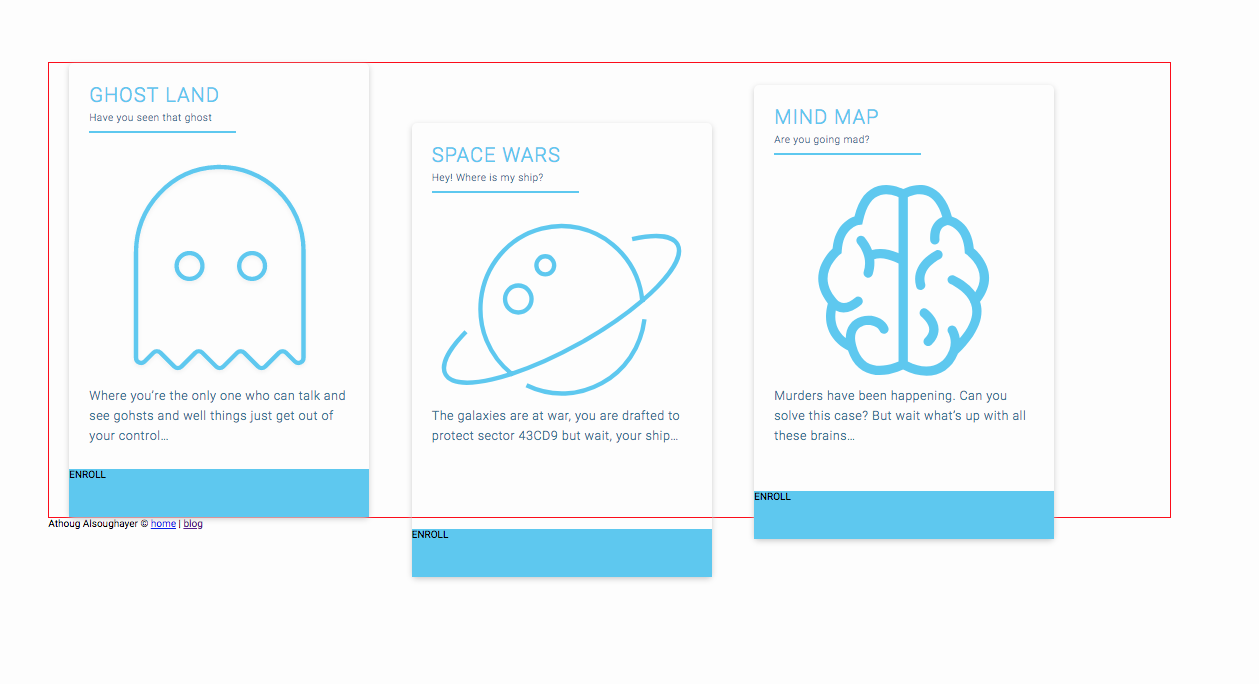 GHOST LAND
Have you seen that ghost
Where you’re the only one who can talk and
see gohsts and well things just get out of
your control...
ENROLL
SPACE WARS
Hey! Where is my ship?
The galaxies are at war, you are drafted to
protect sector 43CD9 but wait, your ship...
ENROLL
MIND MAP
Are you going mad?
Murders have been happening. Can you
solve this case? But wait what’s up with all
these brains...
ENROLL
Athoug Alsoughayer © home | blog